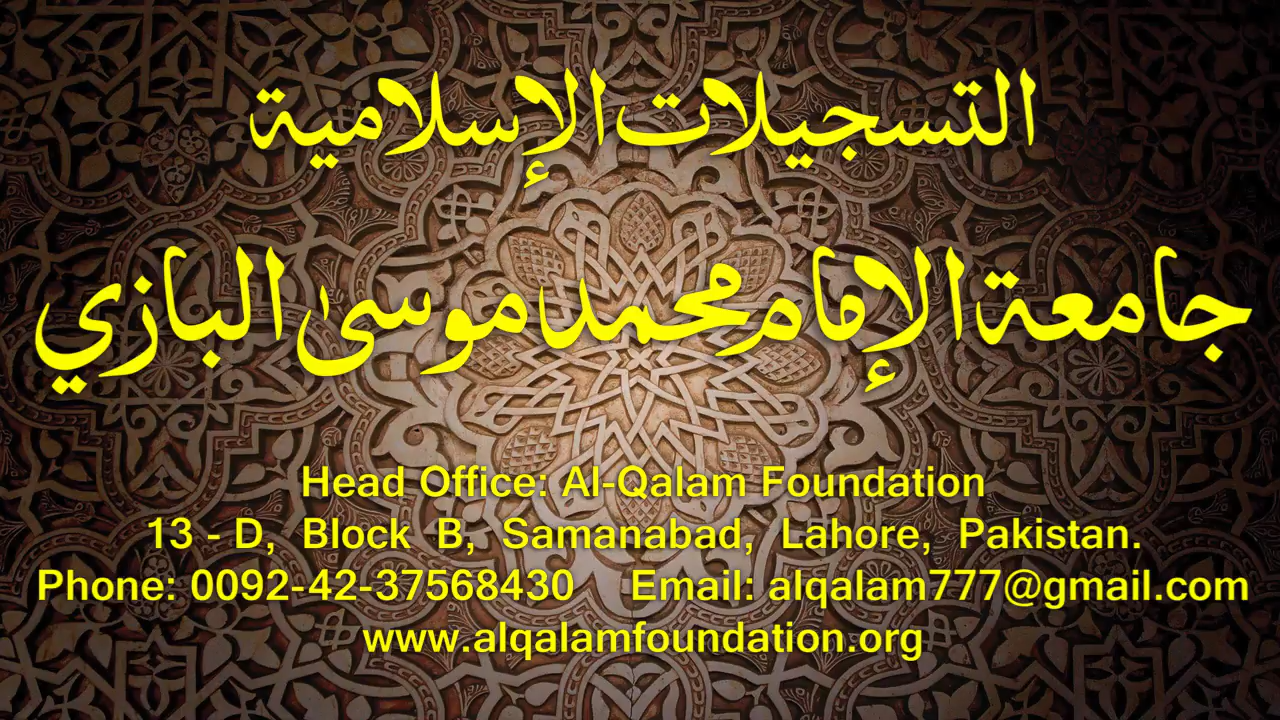 التسجيلات الإسلامية
جامعة الإمام محمد موسىٰ البازي
Head Office: Al-Qalam Foundation
13 - D, Block B, Samanabad, Lahore, Pakistan.
Phone: 0092-42-37568430 Email: alqalam777@gmail.com
www.alqalamfoundation.org